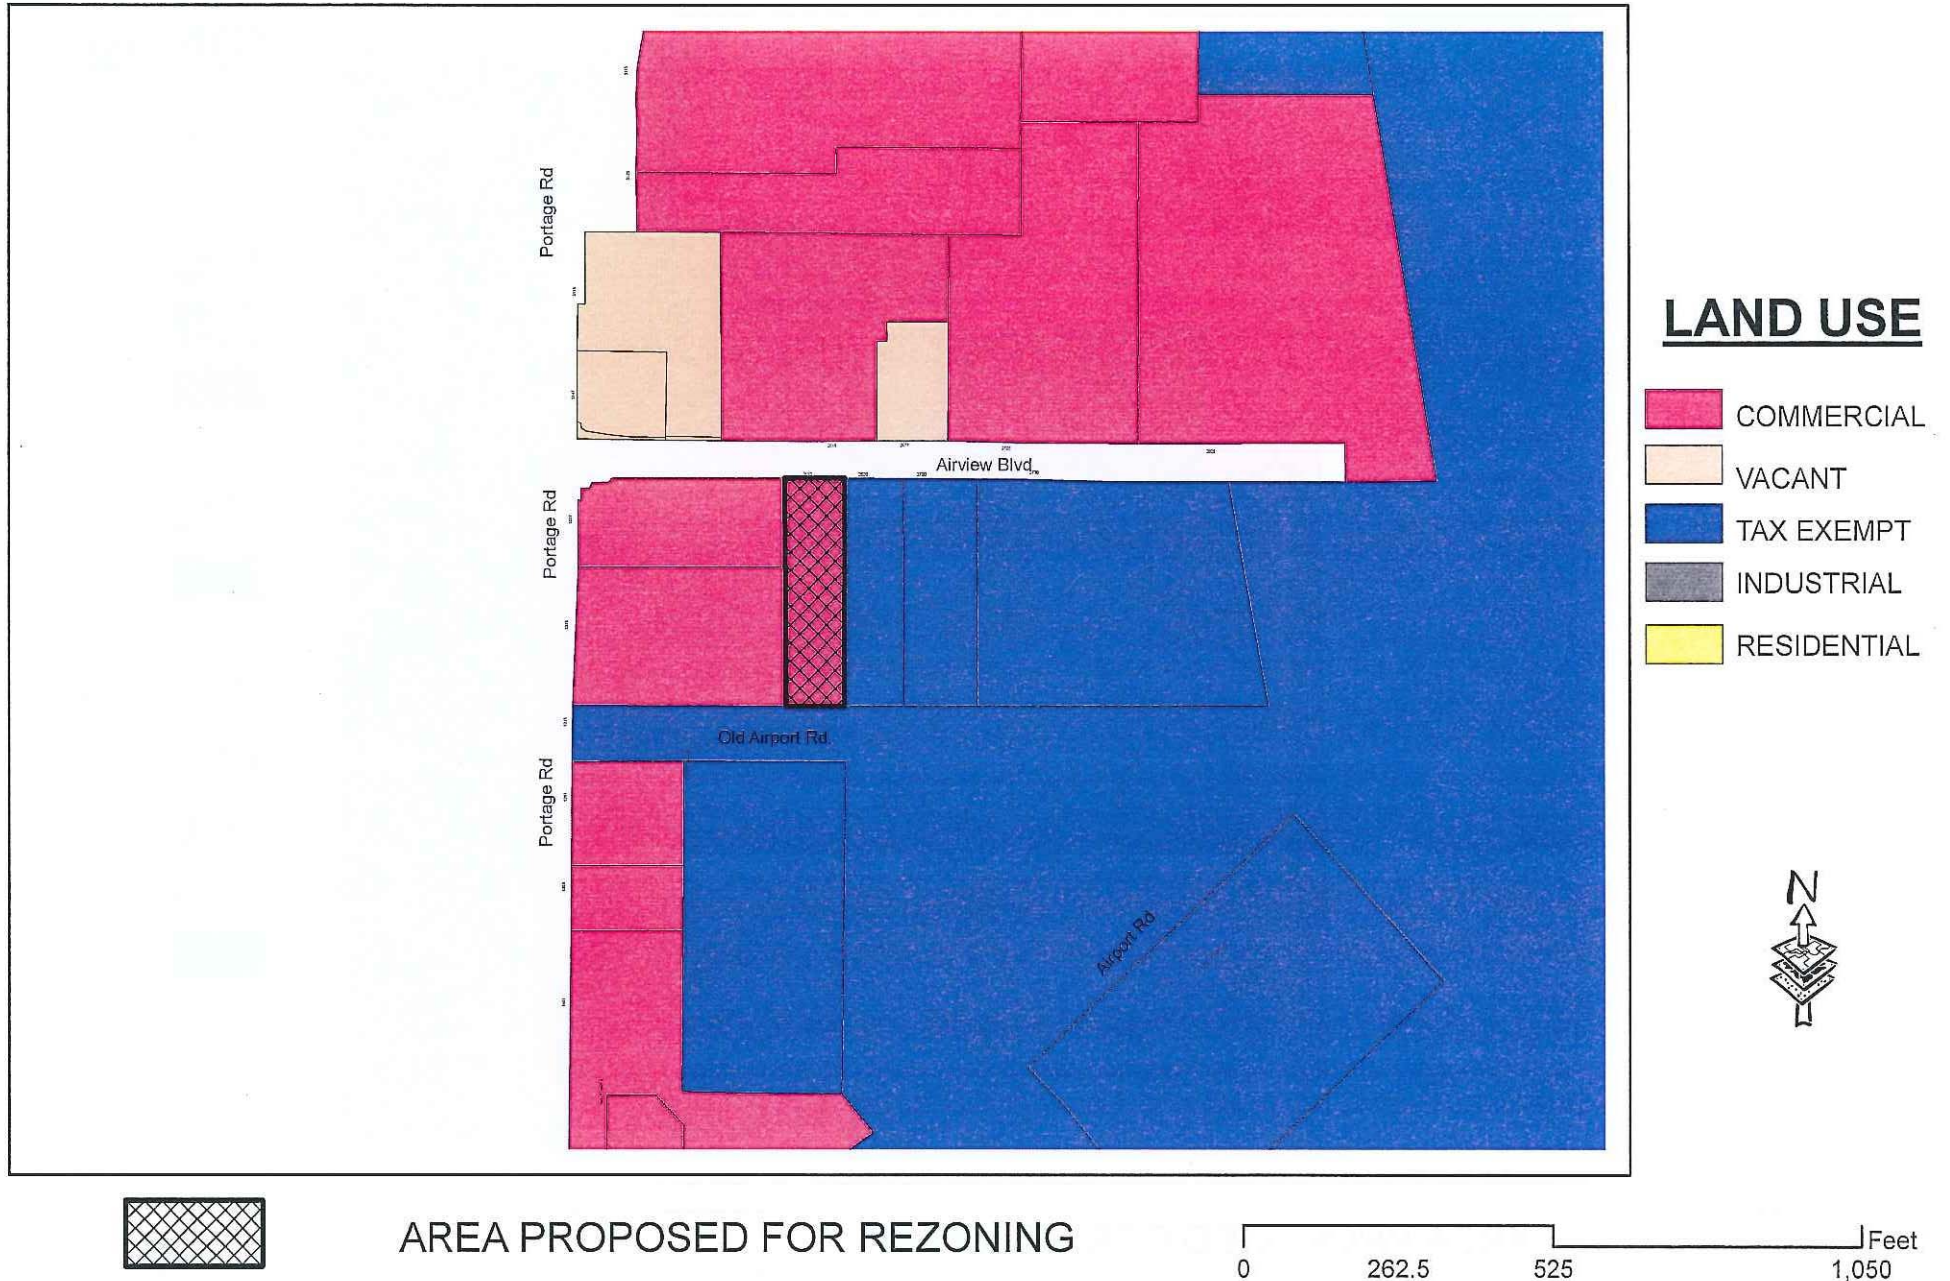 Portage Rd
LAND USE
COMMERCIAL
VACANT
TAX EXEMPT
INDUSTRIAL
RESIDENTIAL
Airview Blvd
Portage Rd
Old Airport Rd.
Portage Rd
Airport Rd
N
AREA PROPOSED FOR REZONING
0 262.5 525 1,050 Feet